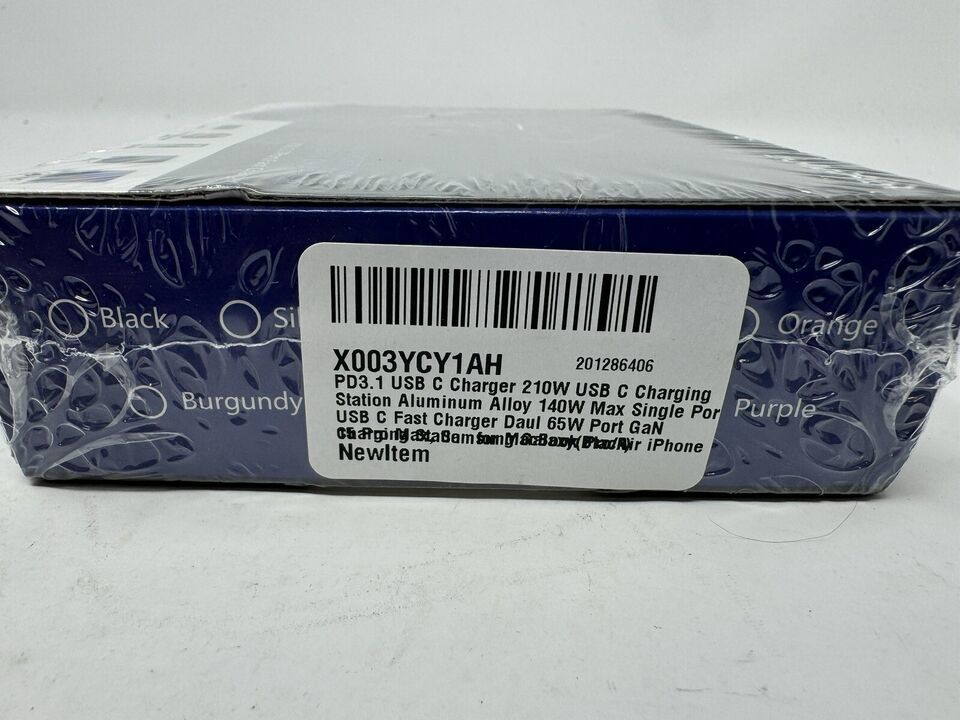 Black
Orange
Burgundy
Purple
X003YCY1AH
201286406
PD3.1 USB C Charger 210W USB C Charging
Station Aluminum Alloy 140W Max Single Por
USB C Fast Charger Daul 65W Port GaN
iPhone
NewItem